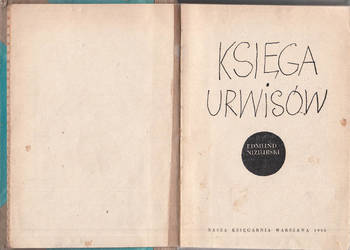 KSIĘGA
URWISÓW
EDMUND
NIZIURSKI
NASZA KSIĘGARNIA · WARSZAWA